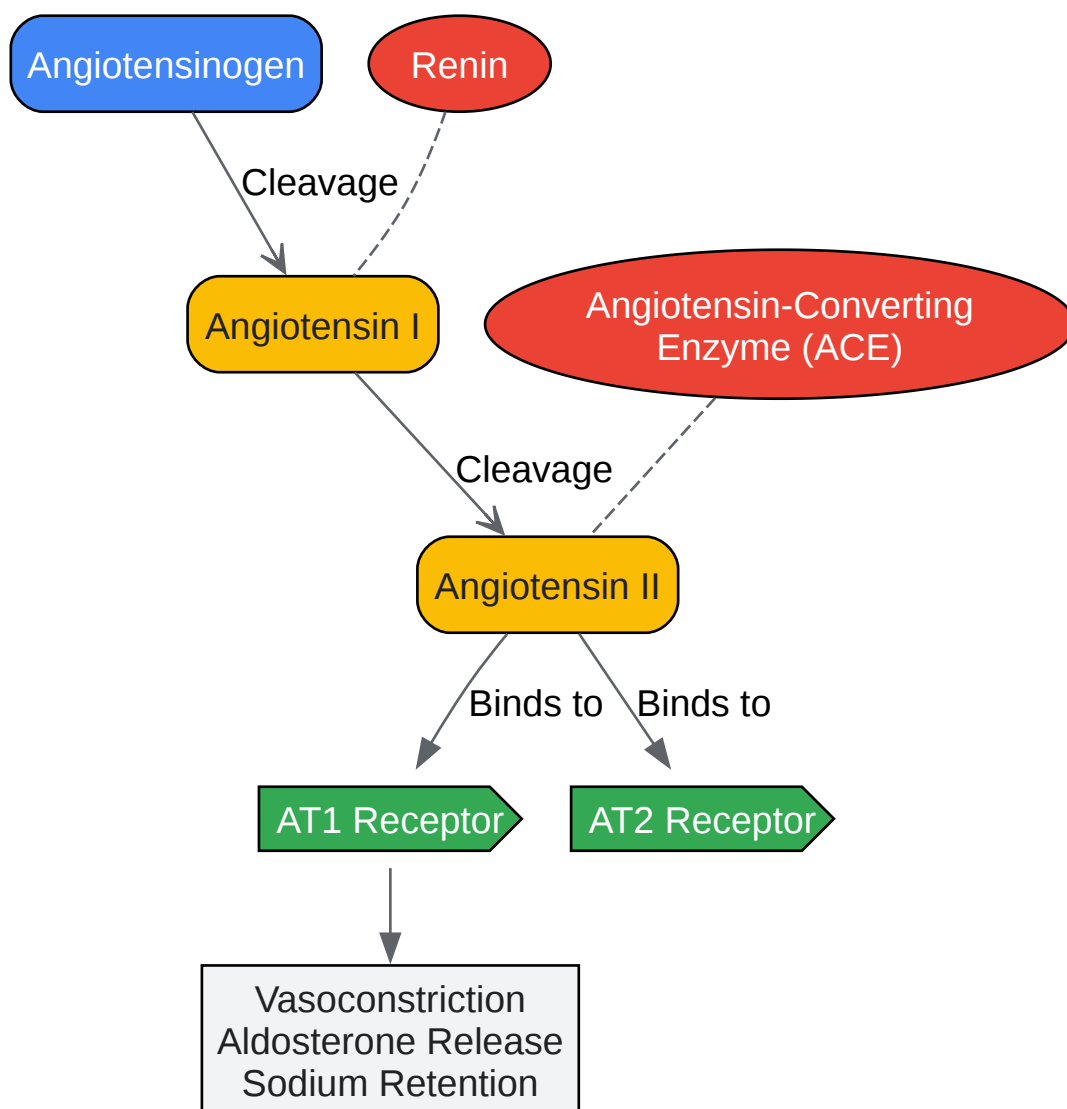 Angiotensinogen
Renin
Cleavage
Angiotensin I
Angiotensin-Converting
Enzyme (ACE)
Cleavage
Angiotensin II
Binds to
Binds to
AT1 Receptor
AT2 Receptor
Vasoconstriction
Aldosterone Release
Sodium Retention